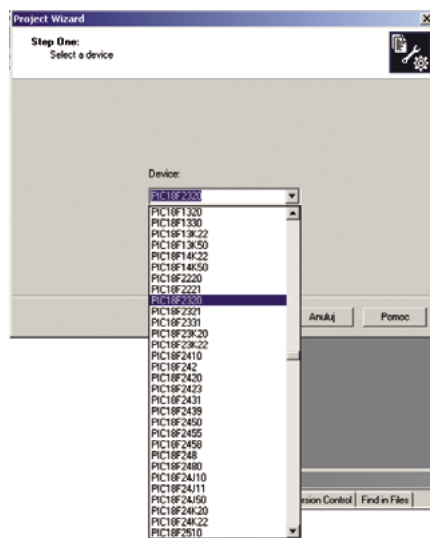 Project Wizard
Step One:
Select a device
Device:
PIC18F2320
PIC18F1320
PIC18F1330
PIC18F13K22
PIC18F13K50
PIC18F14K22
PIC18F14K50
PIC18F2220
PIC18F2221
PIC18F2320
PIC18F2321
PIC18F2331
PIC18F23K20
PIC18F23K22
PIC18F2410
PIC18F242
PIC18F2420
PIC18F2423
PIC18F2431
PIC18F2439
PIC18F2450
PIC18F2455
PIC18F2458
PIC18F248
PIC18F2480
PIC18F24J10
PIC18F24J11
PIC18F24J50
PIC18F24K20
PIC18F24K22
PIC18F2510
Anuluj
Pomoc
Control
Find in Files